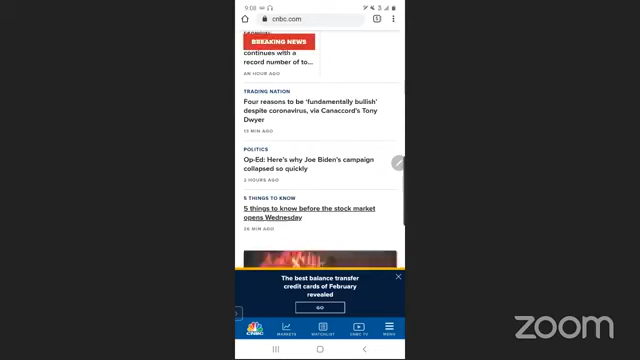 9:08
cnbc.com
5
ECONOMY
BREAKING NEWS
continues with a
record number of to...
AN HOUR AGO
TRADING NATION
Four reasons to be ‘fundamentally bullish’
despite coronavirus, via Canaccord's Tony
Dwyer
13 MIN AGO
POLITICS
Op-Ed: Here's why Joe Biden's campaign
collapsed so quickly
2 HOURS AGO
5 THINGS TO KNOW
5 things to know before the stock market
opens Wednesday
26 MIN AGO
The best balance transfer
credit cards of February
revealed
GO
CNBC
MARKETS
WATCHLIST
CNBC TV
MENU
zoom